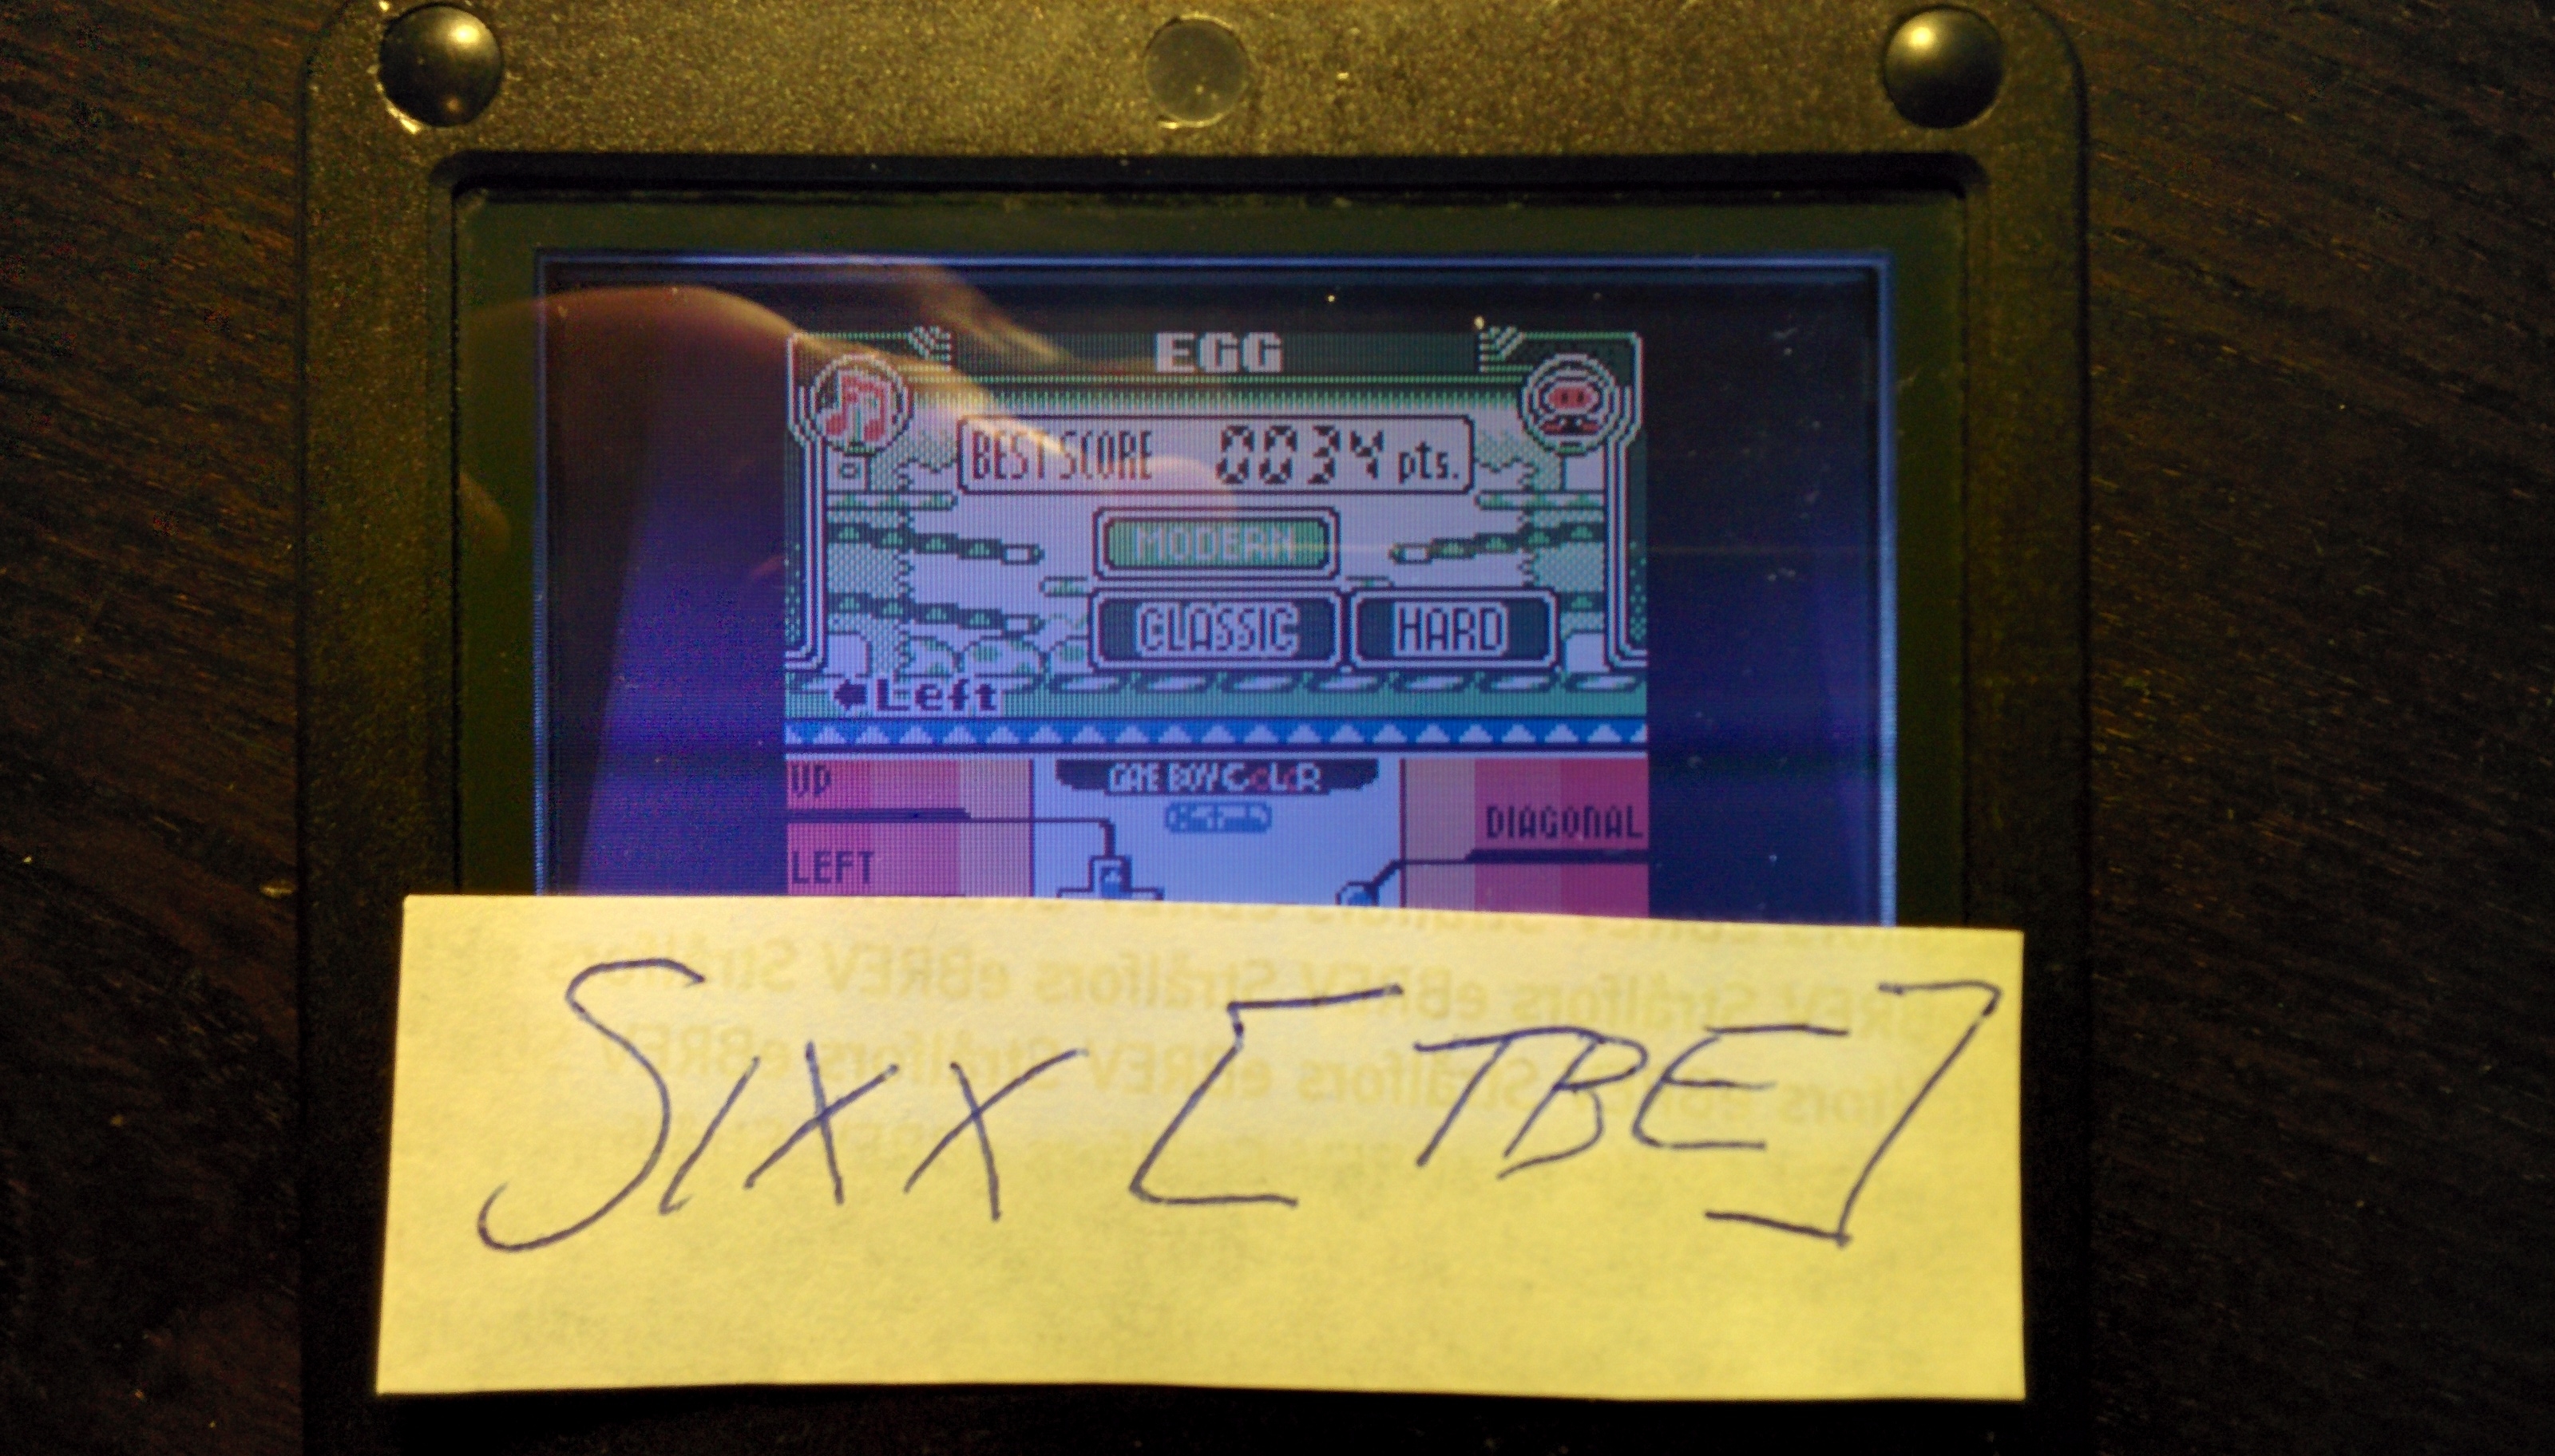 EGG
BEST SCORE 0034 pts.
MODERN
CLASSIC HARD
←Left
UP
GAME BOY COLOR
DIAGONAL
LEFT
SIXX [TBE]